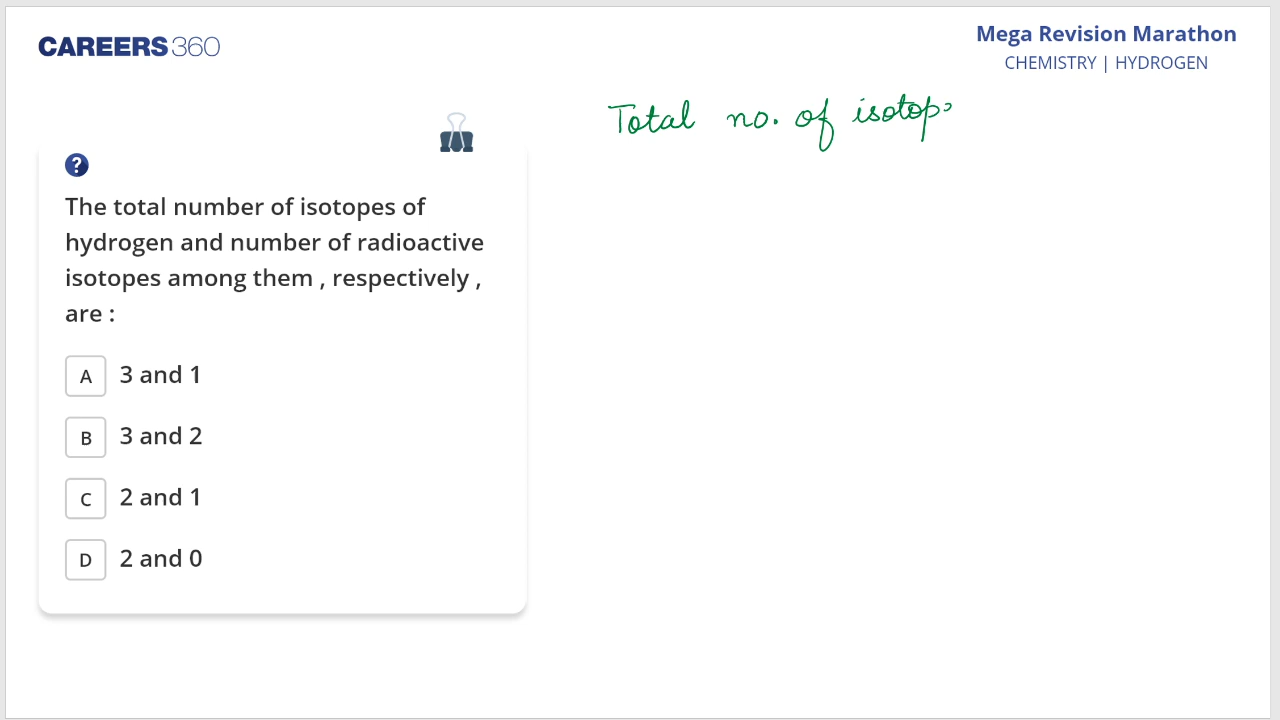 CAREERS360
Mega Revision Marathon
CHEMISTRY | HYDROGEN
Total no. of isotop
?
The total number of isotopes of
hydrogen and number of radioactive
isotopes among them , respectively ,
are :
A 3 and 1
B 3 and 2
C 2 and 1
D 2 and 0